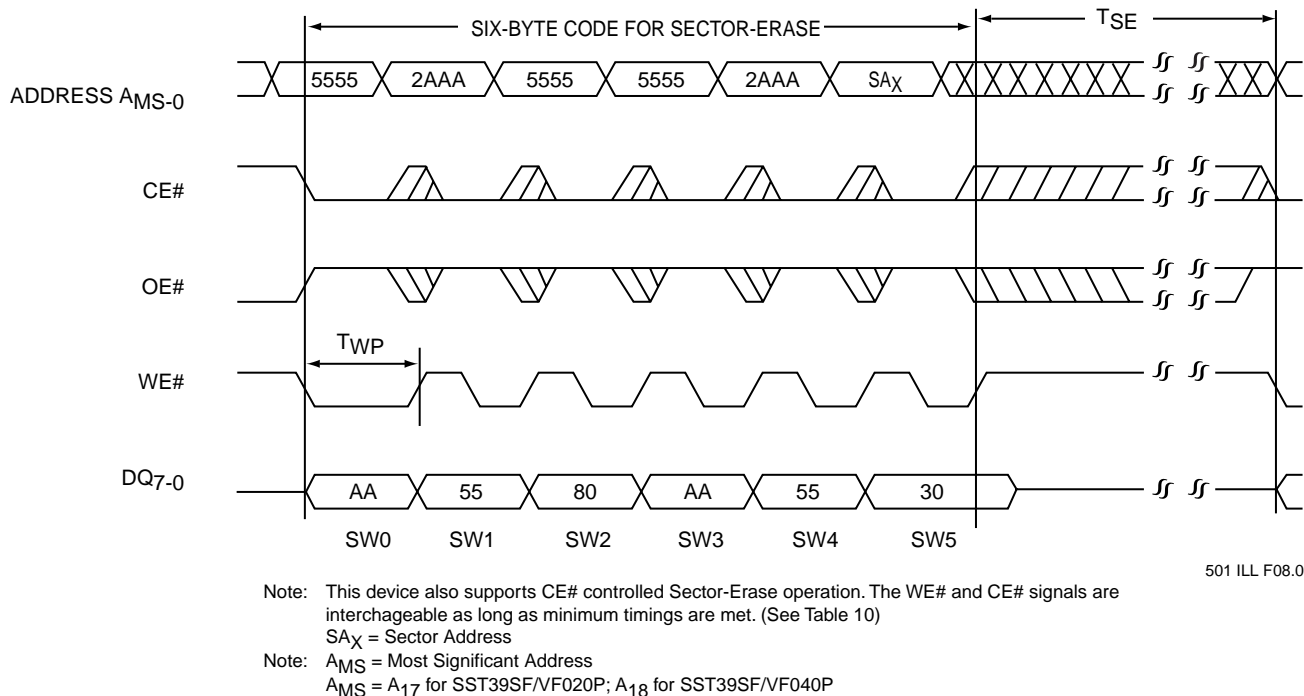 SIX-BYTE CODE FOR SECTOR-ERASE TSE
ADDRESS AMS-0 5555 2AAA 5555 5555 2AAA SAX
CE#
OE#
TWP
WE#
DQ7-0 AA 55 80 AA 55 30
SW0 SW1 SW2 SW3 SW4 SW5
501 ILL F08.0
Note: This device also supports CE# controlled Sector-Erase operation. The WE# and CE# signals are
interchageable as long as minimum timings are met. (See Table 10)
SAX = Sector Address
Note: AMS = Most Significant Address
AMS = A17 for SST39SF/VF020P; A18 for SST39SF/VF040P